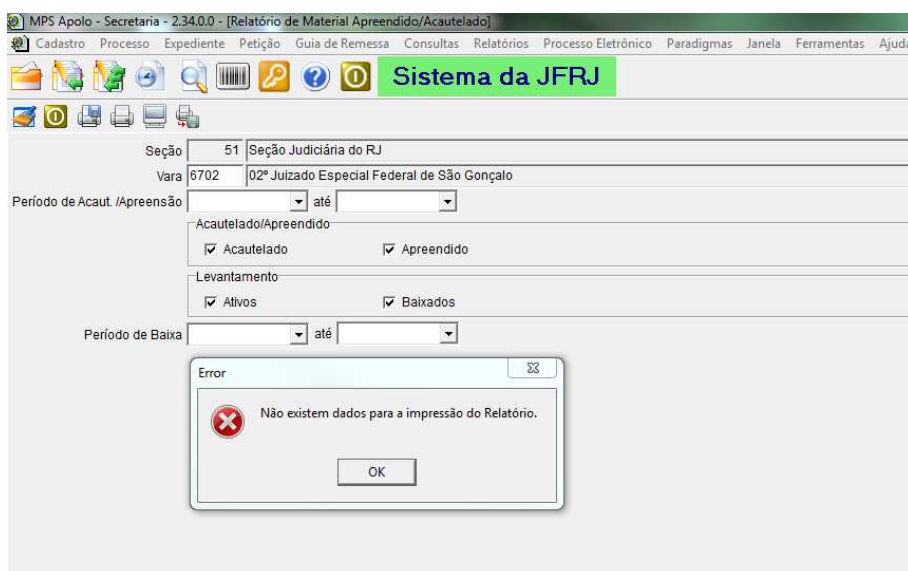 MPS Apolo - Secretaria - 2.34.0.0 - [Relatório de Material Apreendido/Acautelado]
Cadastro Processo Expediente Petição Guia de Remessa Consultas Relatórios Processo Eletrônico Paradigmas Janela Ferramentas Ajuda
Sistema da JFRJ
Seção 51 Seção Judiciária do RJ
Vara 6702 02º Juizado Especial Federal de São Gonçalo
Período de Acaut. /Apreensão até
Acautelado/Apreendido
Acautelado Apreendido
Levantamento
Ativos Baixados
Período de Baixa até
Error
Não existem dados para a impressão do Relatório.
OK